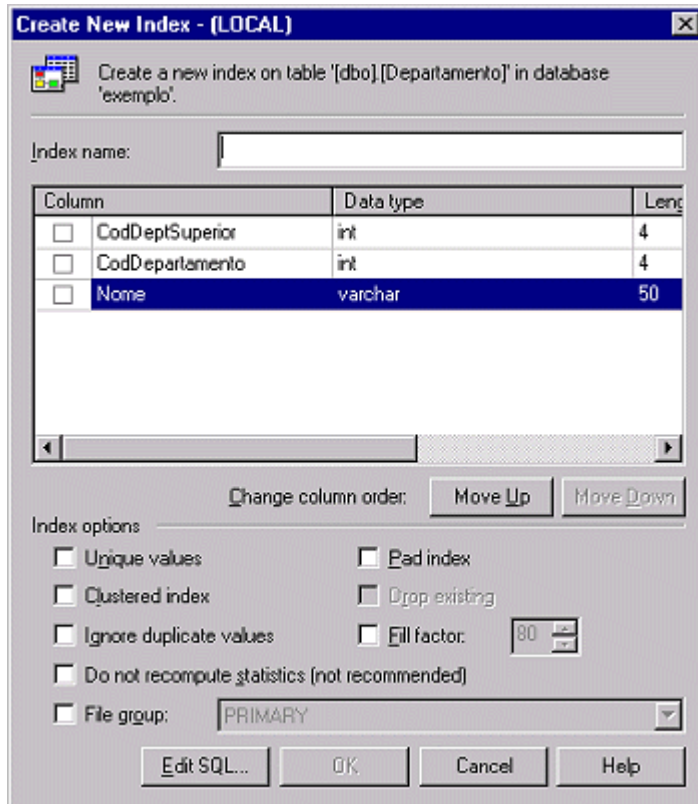 Create New Index - (LOCAL)
Create a new index on table '[dbo].[Departamento]' in database
'exemplo'.
Index name:
Column Data type Leng
CodDeptSuperior int 4
CodDepartamento int 4
Nome varchar 50
Change column order: Move Up Move Down
Index options
Unique values Pad index
Clustered index Drop existing
Ignore duplicate values Fill factor: 80
Do not recompute statistics (not recommended)
File group: PRIMARY
Edit SQL... OK Cancel Help